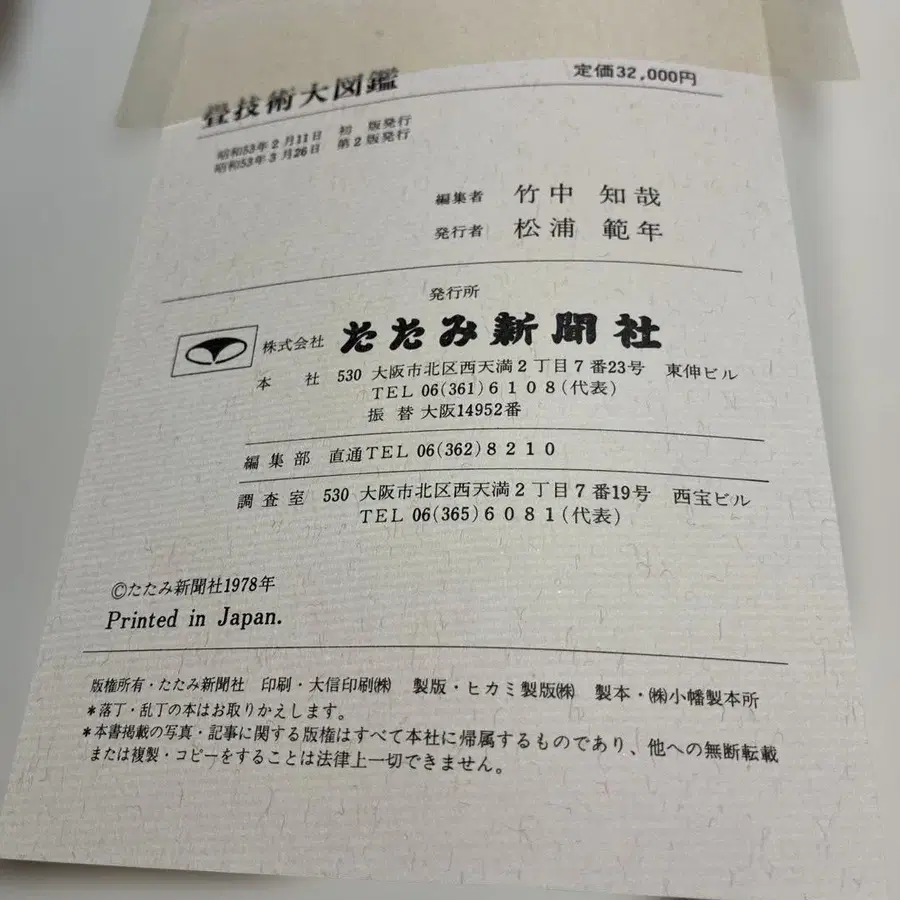 畳技術大図鑑
定価32,000円
昭和53年2月11日 初 版発行
昭和53年3月26日 第2版発行
編集者 竹中 知哉
発行者 松浦 範年
発行所
株式会社 たたみ新聞社
本 社 530 大阪市北区西天満2丁目7番23号 東伸ビル
TEL 06(361)6108(代表)
振替 大阪14952番
編集部 直通TEL 06(362)8210
調査室 530 大阪市北区西天満2丁目7番19号 西宝ビル
TEL 06(365)6081(代表)
©たたみ新聞社1978年
Printed in Japan.
版権所有・たたみ新聞社 印刷・大信印刷㈱ 製版・ヒカミ製版㈱ 製本・㈱小幡製本所
*落丁・乱丁の本はお取りかえします。
*本書掲載の写真・記事に関する版権はすべて本社に帰属するものであり、他への無断転載
または複製・コピーをすることは法律上一切できません。